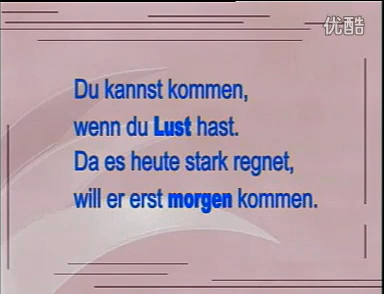 优酷
Du kannst kommen,
wenn du Lust hast.
Da es heute stark regnet,
will er erst morgen kommen.